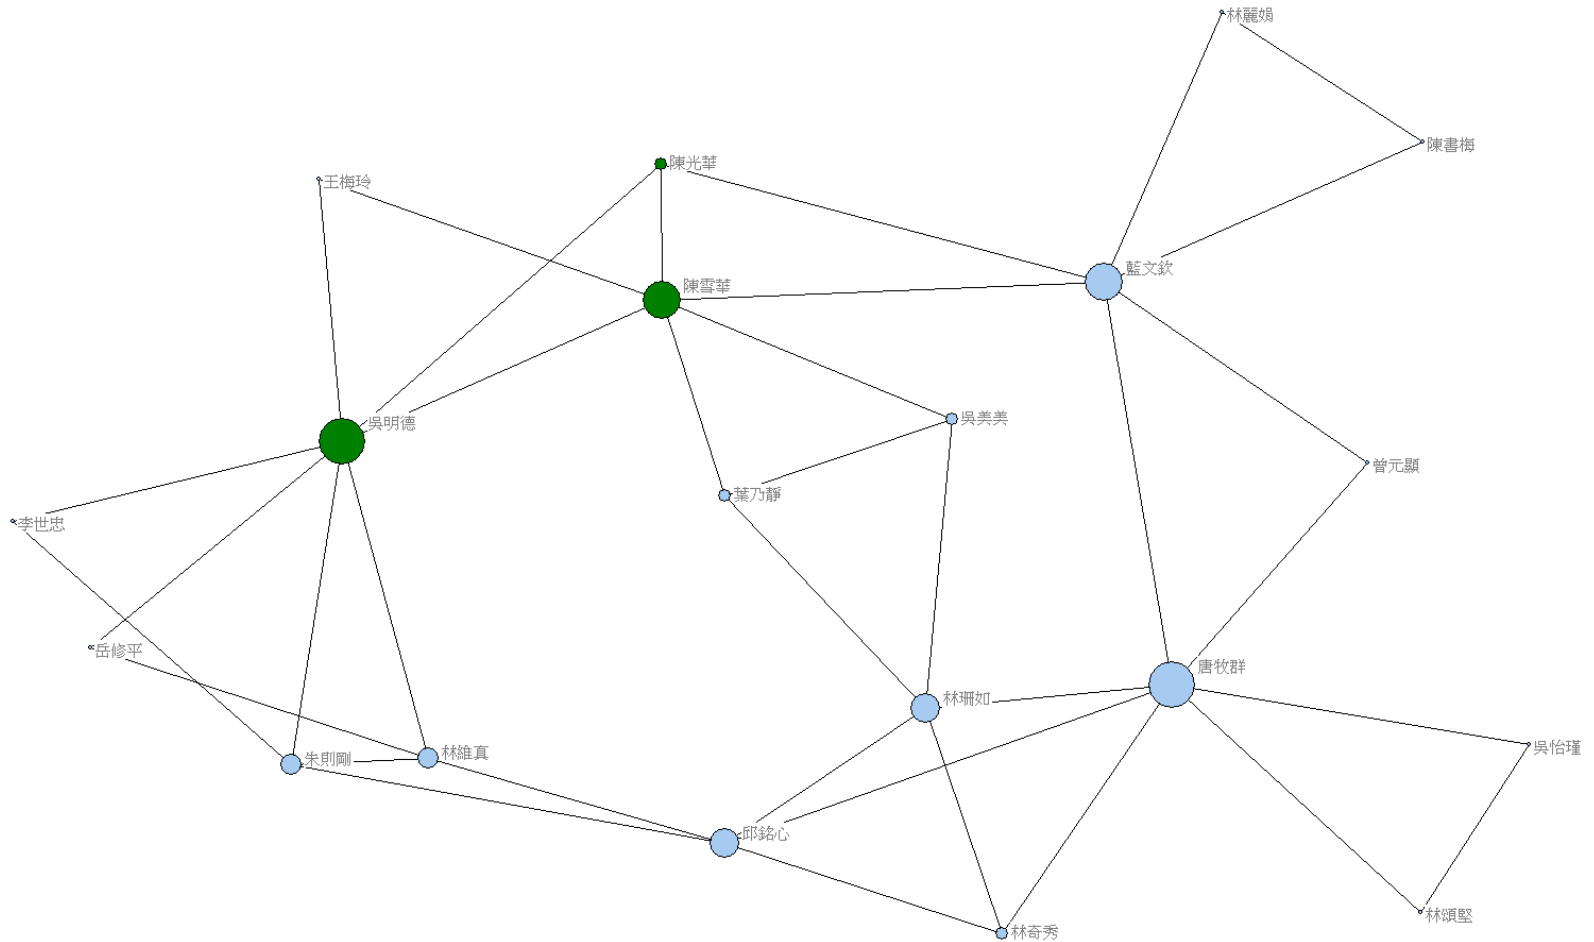 林麗娟
陳書梅
陳光華
王梅玲
藍文欽
陳雪華
吳美美
吳明德
曾元顯
葉乃靜
李世忠
岳修平
唐牧群
林珊如
吳怡瑾
林維真
朱則剛
邱銘心
林頌堅
林奇秀